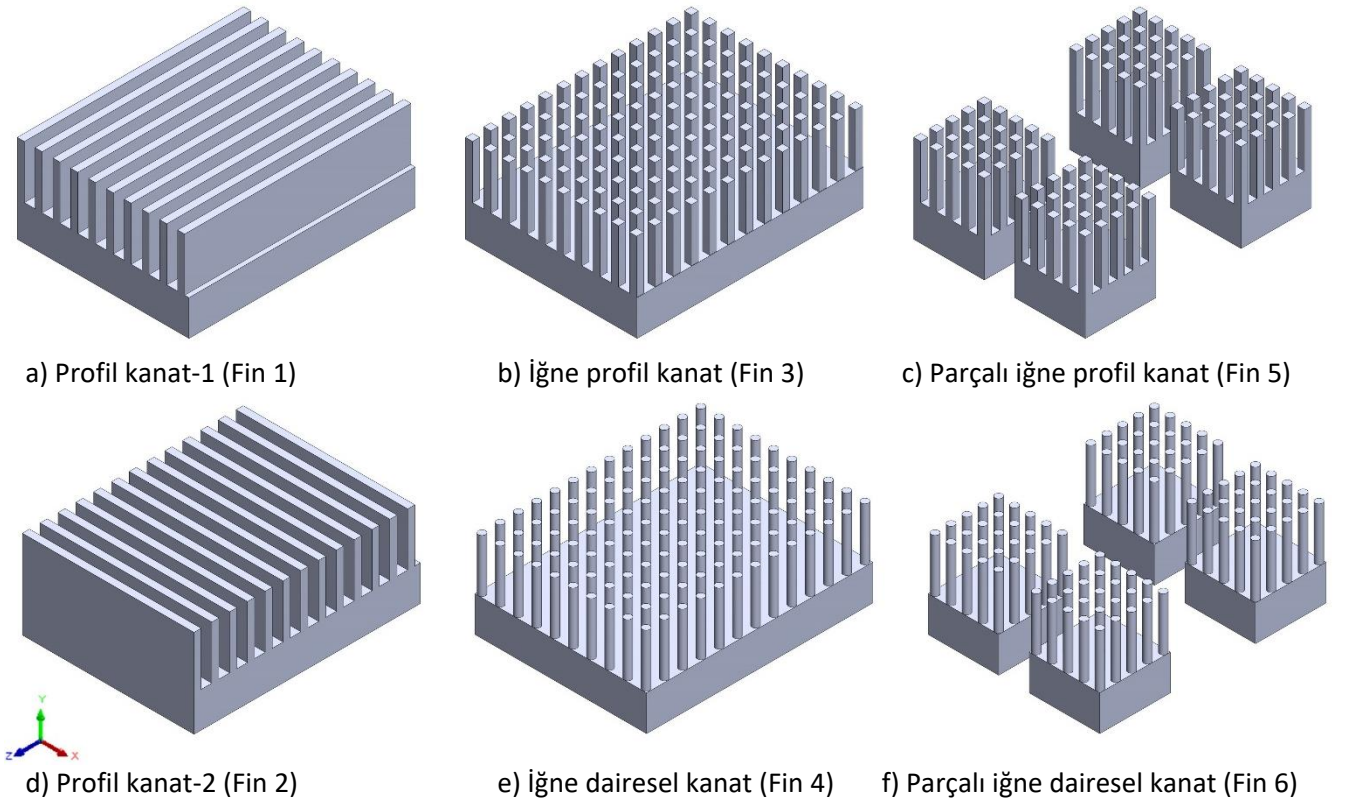 a) Profil kanat-1 (Fin 1)
b) İğne profil kanat (Fin 3)
c) Parçalı iğne profil kanat (Fin 5)
Y
Z
X
d) Profil kanat-2 (Fin 2)
e) İğne dairesel kanat (Fin 4)
f) Parçalı iğne dairesel kanat (Fin 6)